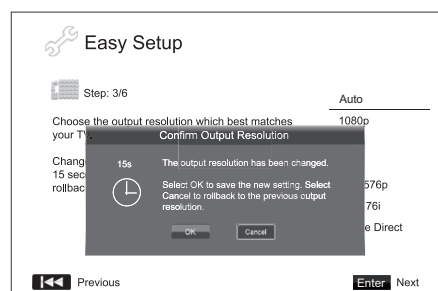 Easy Setup
Step: 3/6
Choose the output resolution which best matches
your TV.
Auto
1080p
Confirm Output Resolution
15s
The output resolution has been changed.
Select OK to save the new setting. Select
Cancel to rollback to the previous output
resolution.
OK
Cancel
Chang
15 sec
rollbac
576p
76i
e Direct
Previous
Enter
Next